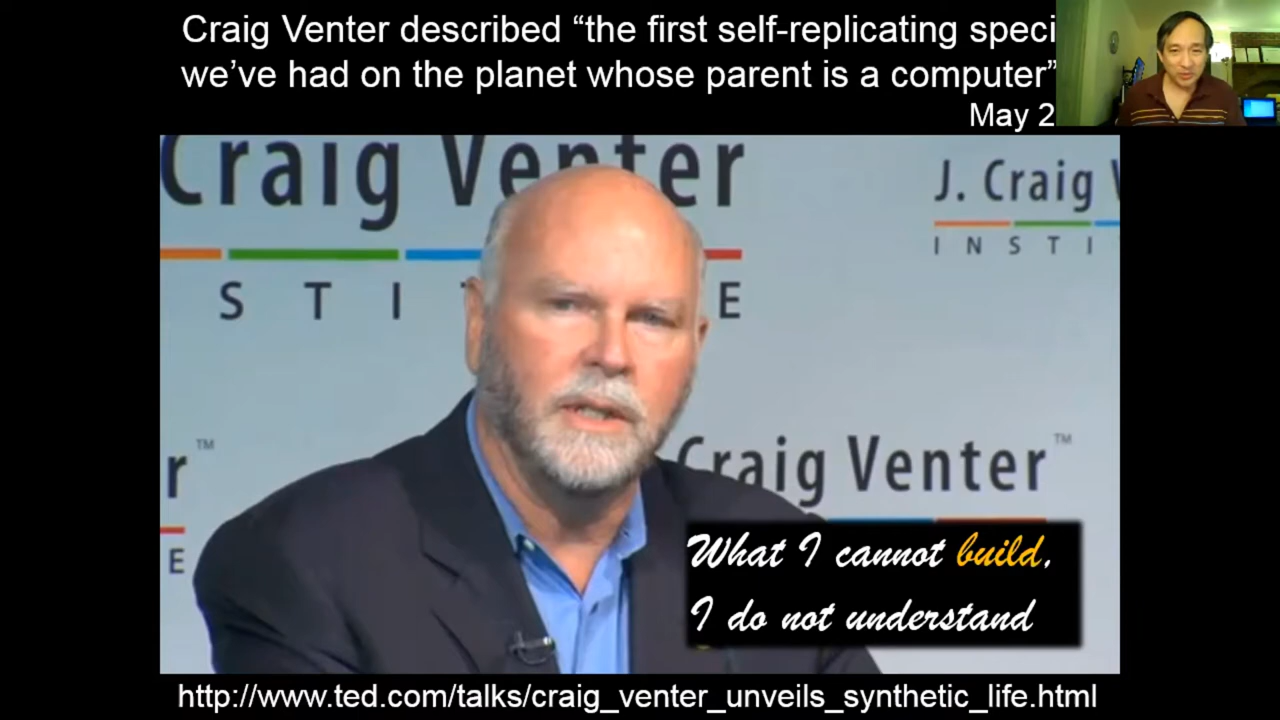 Craig Venter described “the first self-replicating speci
we’ve had on the planet whose parent is a computer”
May 2
Craig Venter
J. Craig V
INSTI
STI E
r™
E
Craig Venter™
What I cannot build,
I do not understand
http://www.ted.com/talks/craig_venter_unveils_synthetic_life.html